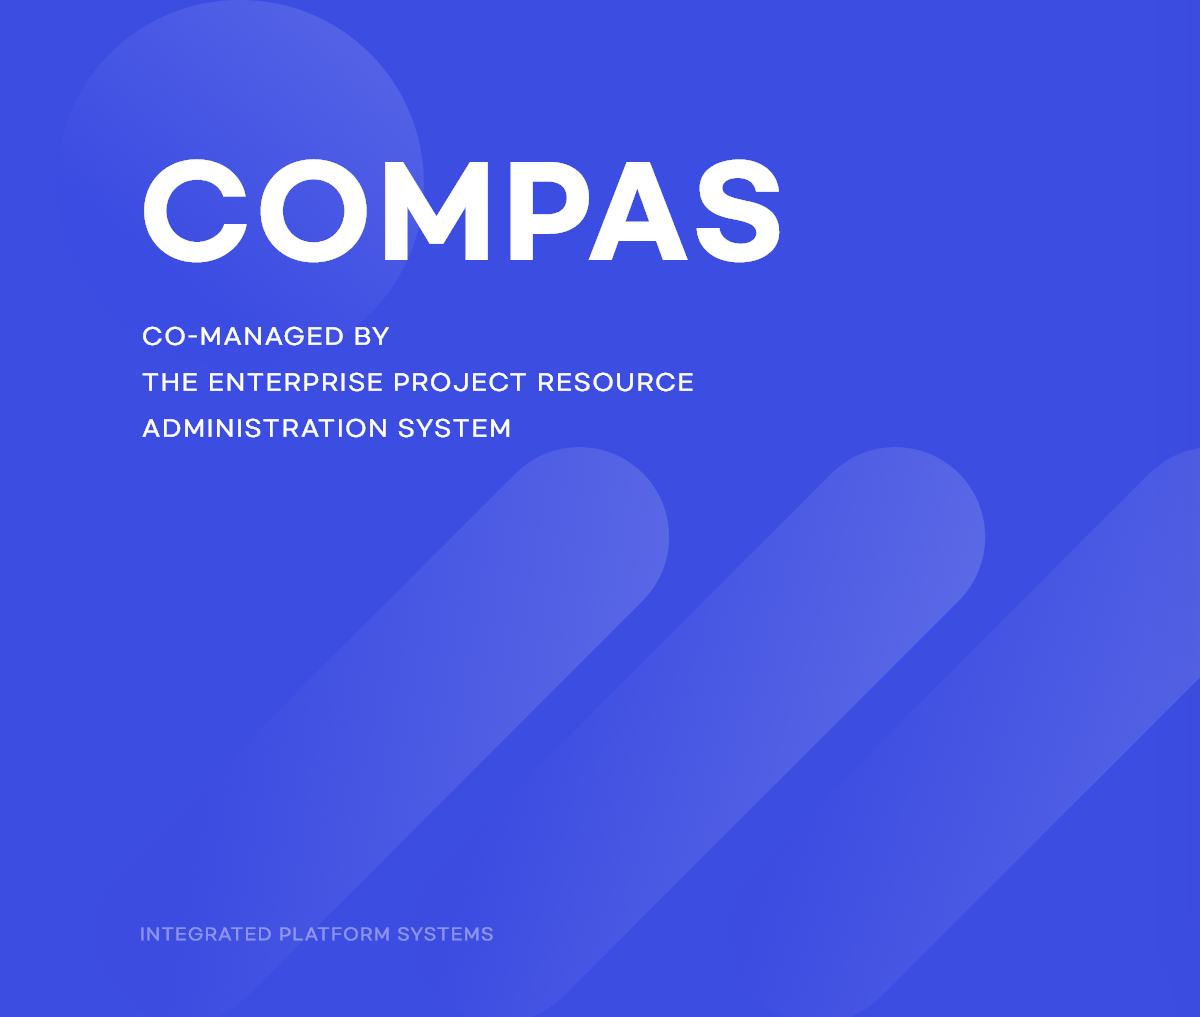 COMPAS
CO-MANAGED BY
THE ENTERPRISE PROJECT RESOURCE
ADMINISTRATION SYSTEM
INTEGRATED PLATFORM SYSTEMS